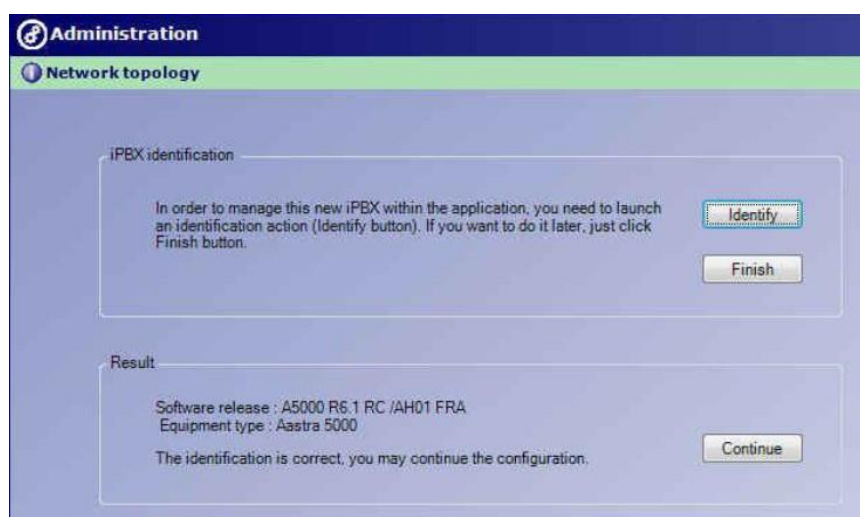 Administration
Network topology
iPBX identification
In order to manage this new iPBX within the application, you need to launch
an identification action (Identify button). If you want to do it later, just click
Finish button.
Identify
Finish
Result
Software release : A5000 R6.1 RC /AH01 FRA
Equipment type : Aastra 5000
The identification is correct, you may continue the configuration.
Continue